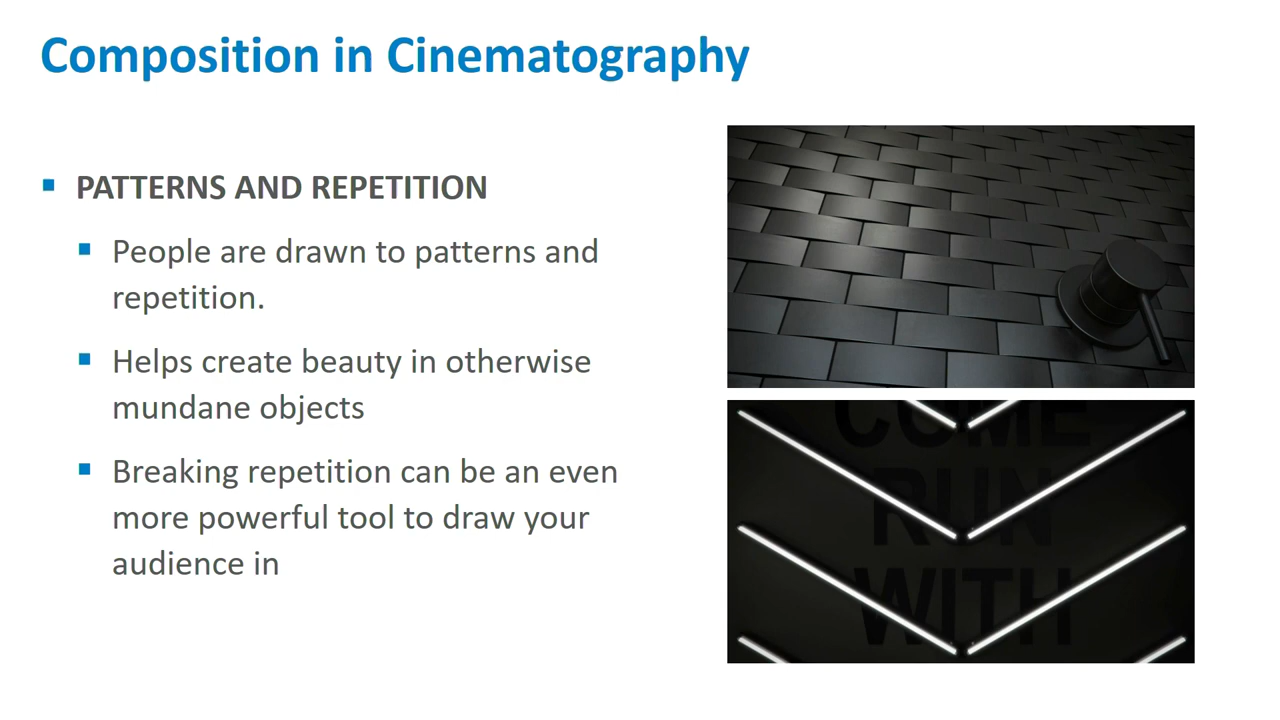 Composition in Cinematography
PATTERNS AND REPETITION
People are drawn to patterns and
repetition.
Helps create beauty in otherwise
mundane objects
Breaking repetition can be an even
more powerful tool to draw your
audience in
COME
RUN
WITH